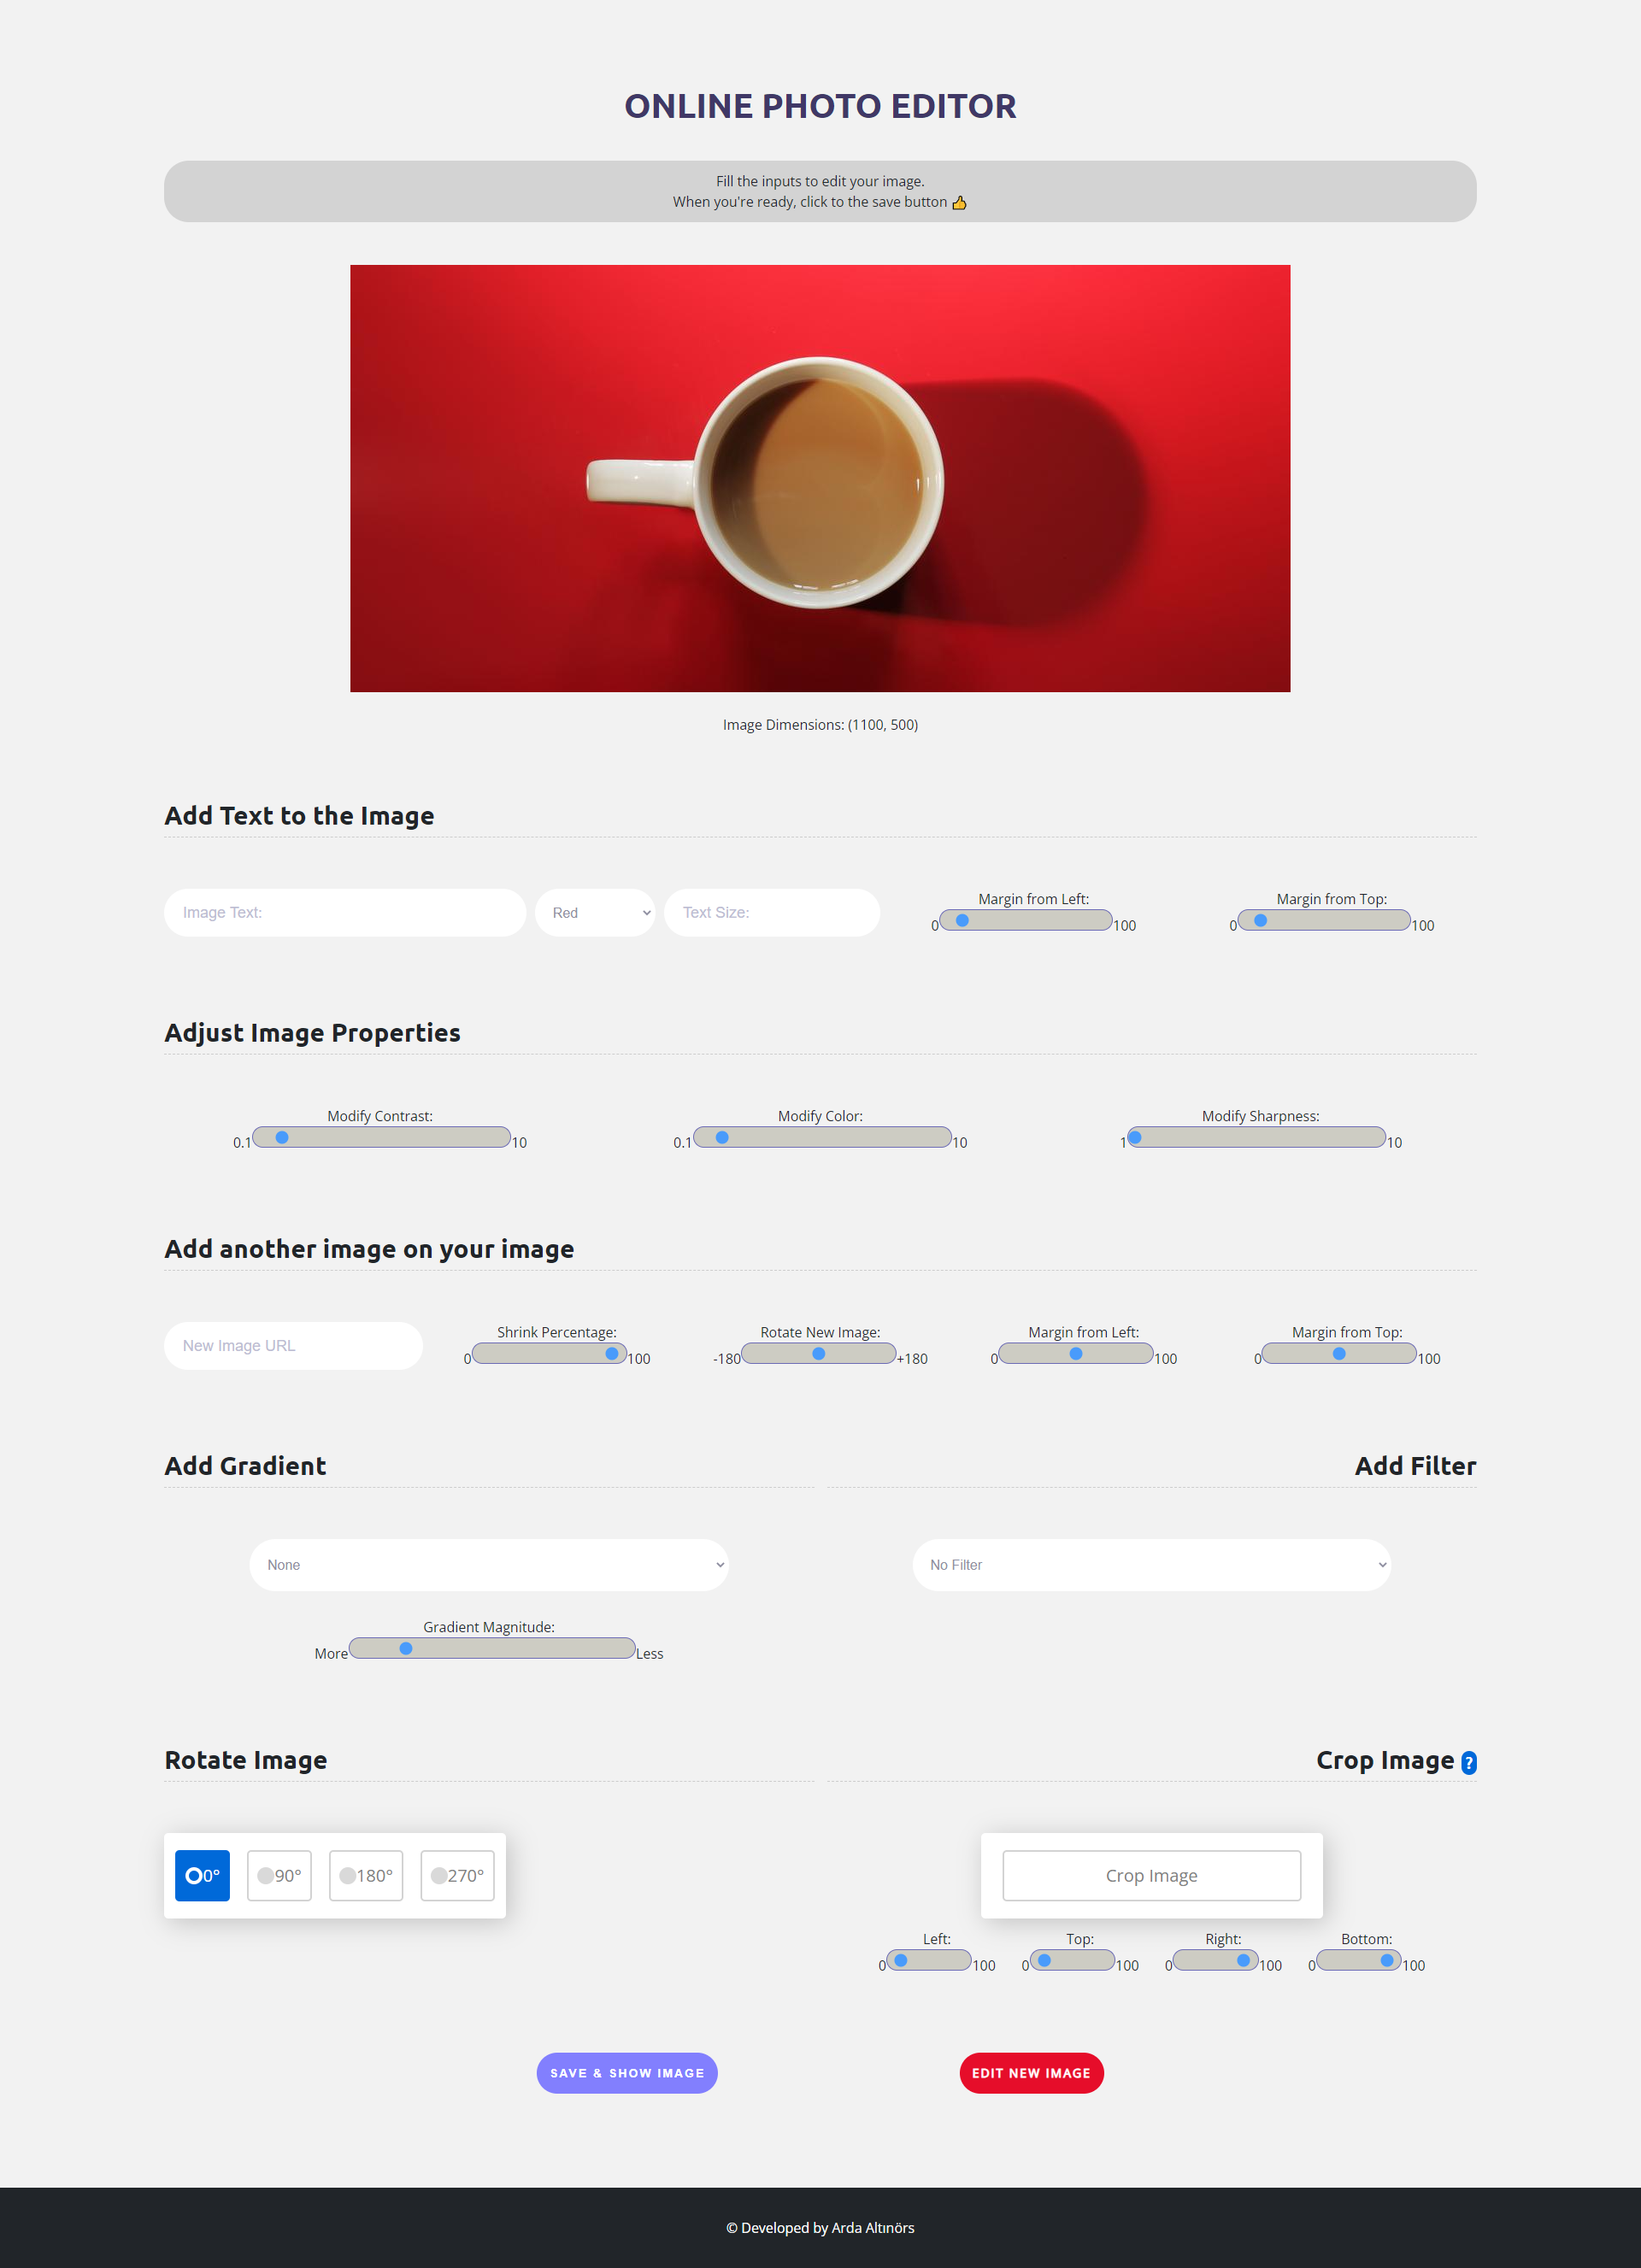 ONLINE PHOTO EDITOR
Fill the inputs to edit your image.
When you're ready, click to the save button 👍
Image Dimensions: (1100, 500)
Add Text to the Image
Image Text: Red Text Size:
Margin from Left:
0 100
Margin from Top:
0 100
Adjust Image Properties
Modify Contrast:
0.1 10
Modify Color:
0.1 10
Modify Sharpness:
1 10
Add another image on your image
New Image URL
Shrink Percentage:
0 100
Rotate New Image:
-180 +180
Margin from Left:
0 100
Margin from Top:
0 100
Add Gradient
None
Gradient Magnitude:
More Less
Add Filter
No Filter
Rotate Image
0° 90° 180° 270°
Crop Image ?
Crop Image
Left:
0 100
Top:
0 100
Right:
0 100
Bottom:
0 100
SAVE & SHOW IMAGE
EDIT NEW IMAGE
© Developed by Arda Altınörs